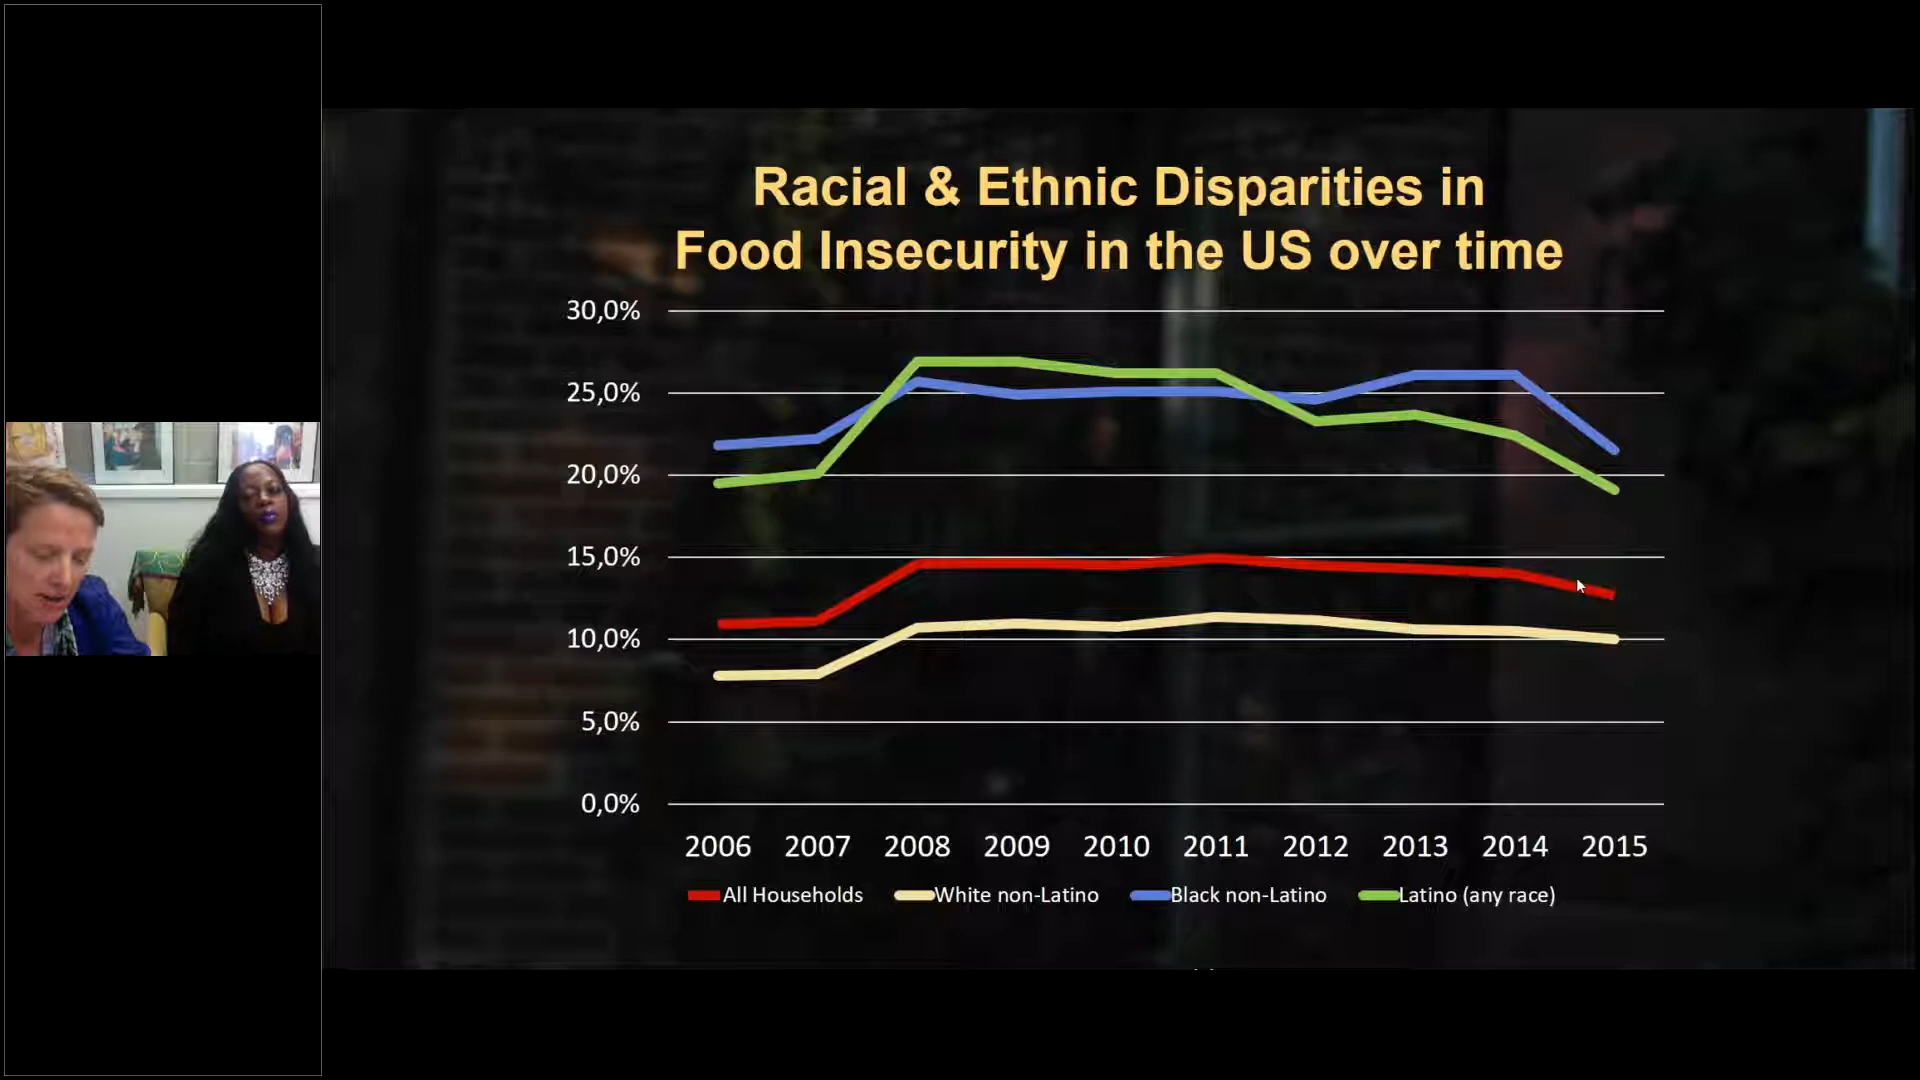 Racial & Ethnic Disparities in
Food Insecurity in the US over time
30,0%
25,0%
20,0%
15,0%
10,0%
5,0%
0,0%
2006 2007 2008 2009 2010 2011 2012 2013 2014 2015
All Households White non-Latino Black non-Latino Latino (any race)